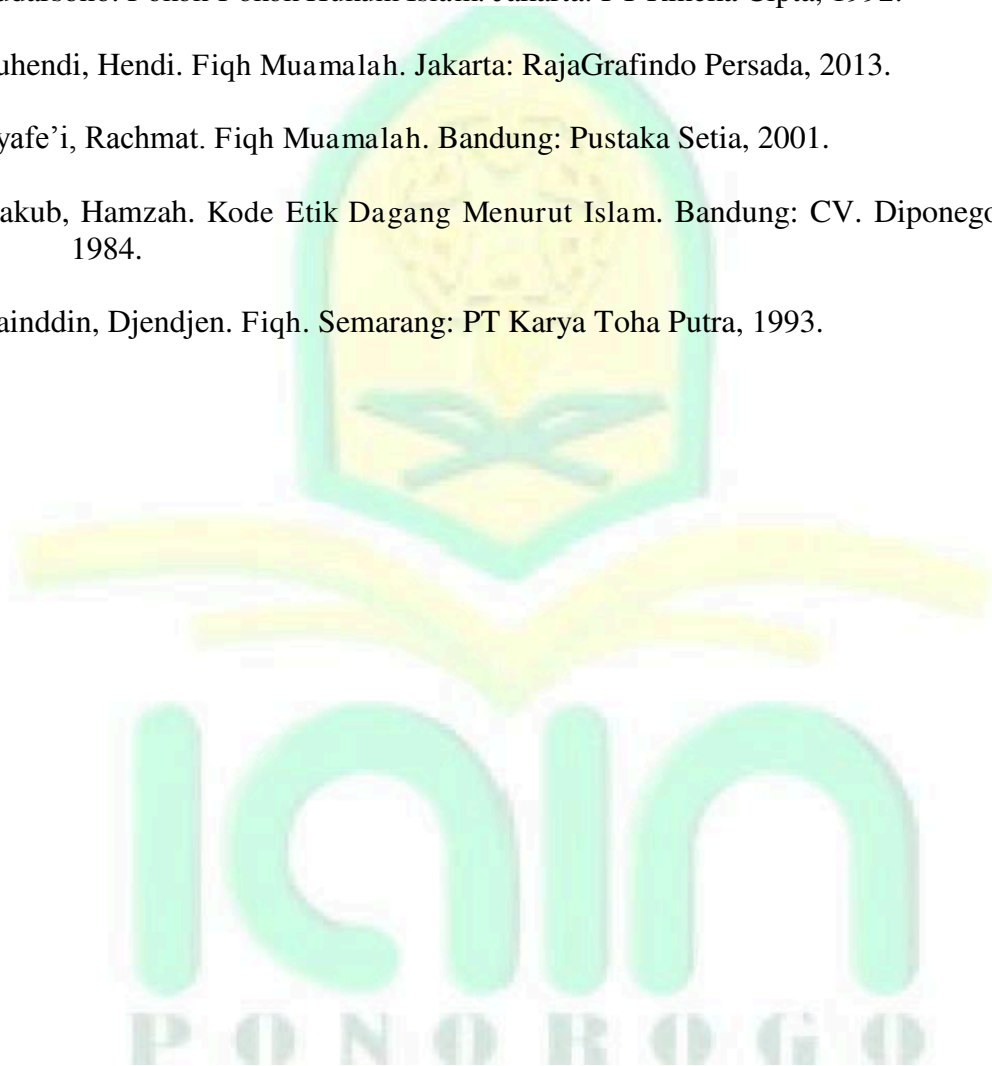 uhendi, Hendi. Fiqh Muamalah. Jakarta: RajaGrafindo Persada, 2013.
yafe’i, Rachmat. Fiqh Muamalah. Bandung: Pustaka Setia, 2001.
akub, Hamzah. Kode Etik Dagang Menurut Islam. Bandung: CV. Diponego
1984.
ainddin, Djendjen. Fiqh. Semarang: PT Karya Toha Putra, 1993.
iain
PONOROGO